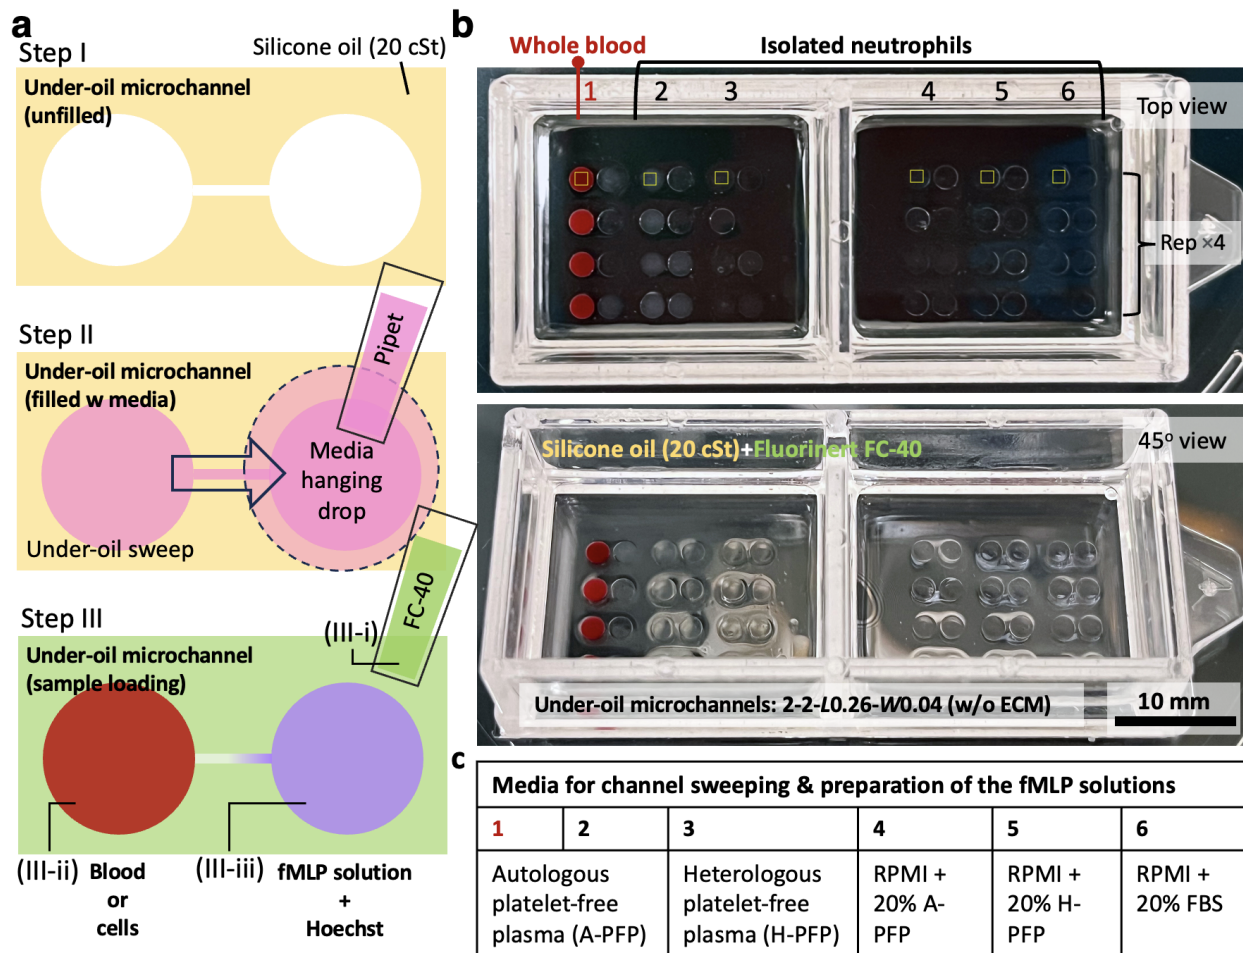 a
Step I
Silicone oil (20 cSt)
Under-oil microchannel
(unfilled)
Step II
Under-oil microchannel
(filled w media)
Pipet
Media
hanging
drop
Under-oil sweep
Step III
FC-40
(III-i)
Under-oil microchannel
(sample loading)
(III-ii)
Blood
or
cells
(III-iii)
fMLP solution
+
Hoechst
b
Whole blood
Isolated neutrophils
1 2 3 4 5 6
Top view
Rep ×4
Silicone oil (20 cSt)+Fluorinert FC-40
45º view
Under-oil microchannels: 2-2-L0.26-W0.04 (w/o ECM)
10 mm
c
Media for channel sweeping & preparation of the fMLP solutions
1 2 3 4 5 6
Autologous
platelet-free
plasma (A-PFP)
Heterologous
platelet-free
plasma (H-PFP)
RPMI +
20% A-
PFP
RPMI +
20% H-
PFP
RPMI +
20% FBS